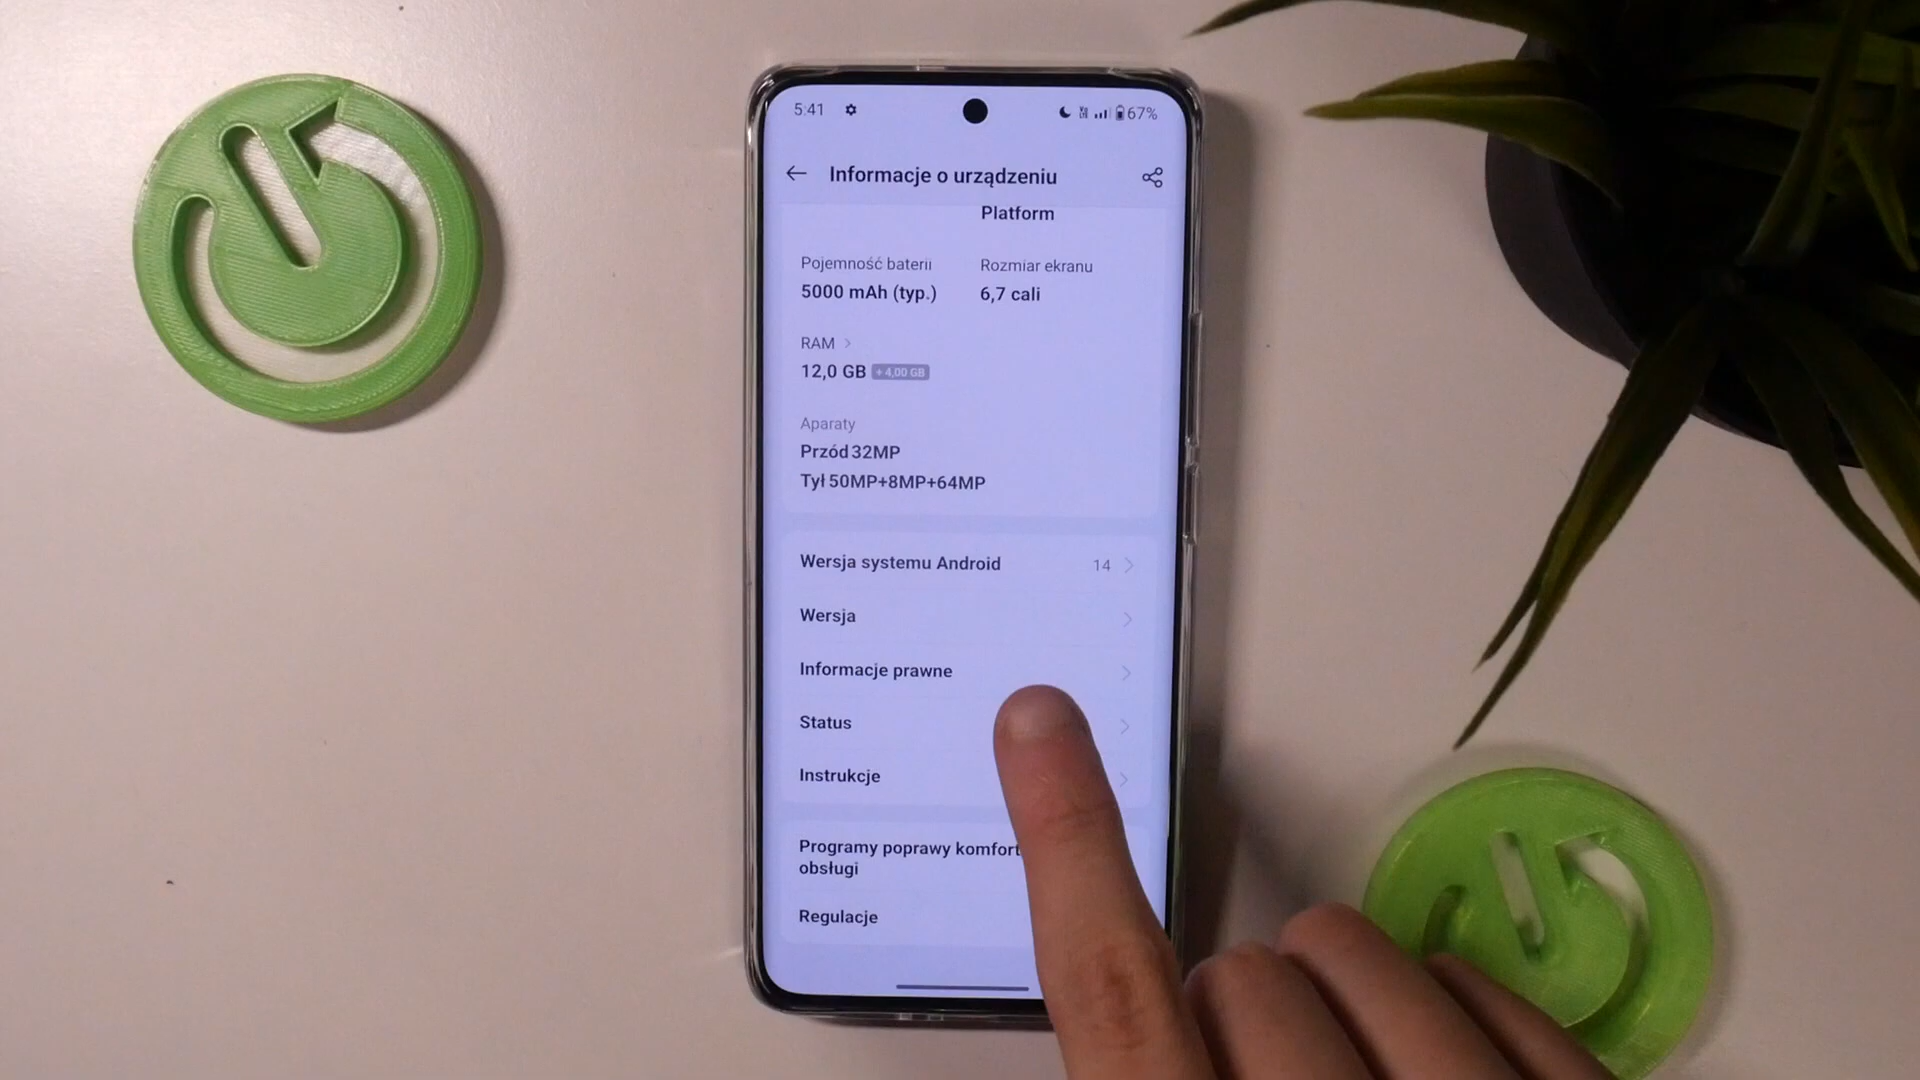 5:41
67%
Informacje o urządzeniu
Platform
Pojemność baterii
Rozmiar ekranu
5000 mAh (typ.)
6,7 cali
RAM
12,0 GB + 4,00 GB
Aparaty
Przód 32MP
Tył 50MP+8MP+64MP
Wersja systemu Android 14
Wersja
Informacje prawne
Status
Instrukcje
Programy poprawy komfort
obsługi
Regulacje